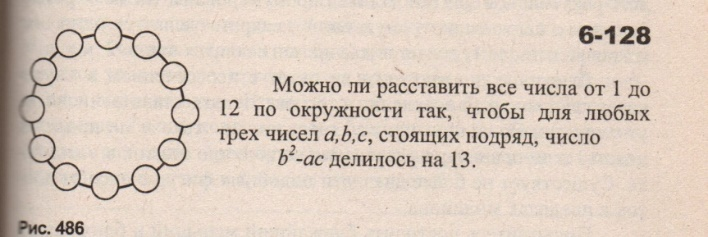 6-128
Можно ли расставить все числа от 1 до
12 по окружности так, чтобы для любых
трех чисел a,b,c, стоящих подряд, число
b²-ac делилось на 13.
Рис. 486